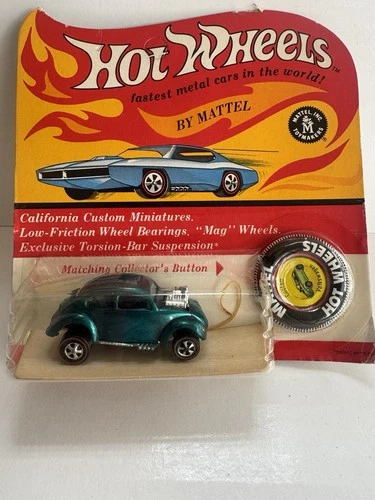 Hot Wheels
fastest metal cars in the world!
BY MATTEL
MATTEL, INC.
M
TOYMAKERS
California Custom Miniatures.
Low-Friction Wheel Bearings, "Mag" Wheels.
Exclusive Torsion-Bar Suspension*
Matching Collector's Button
HOT WHEELS